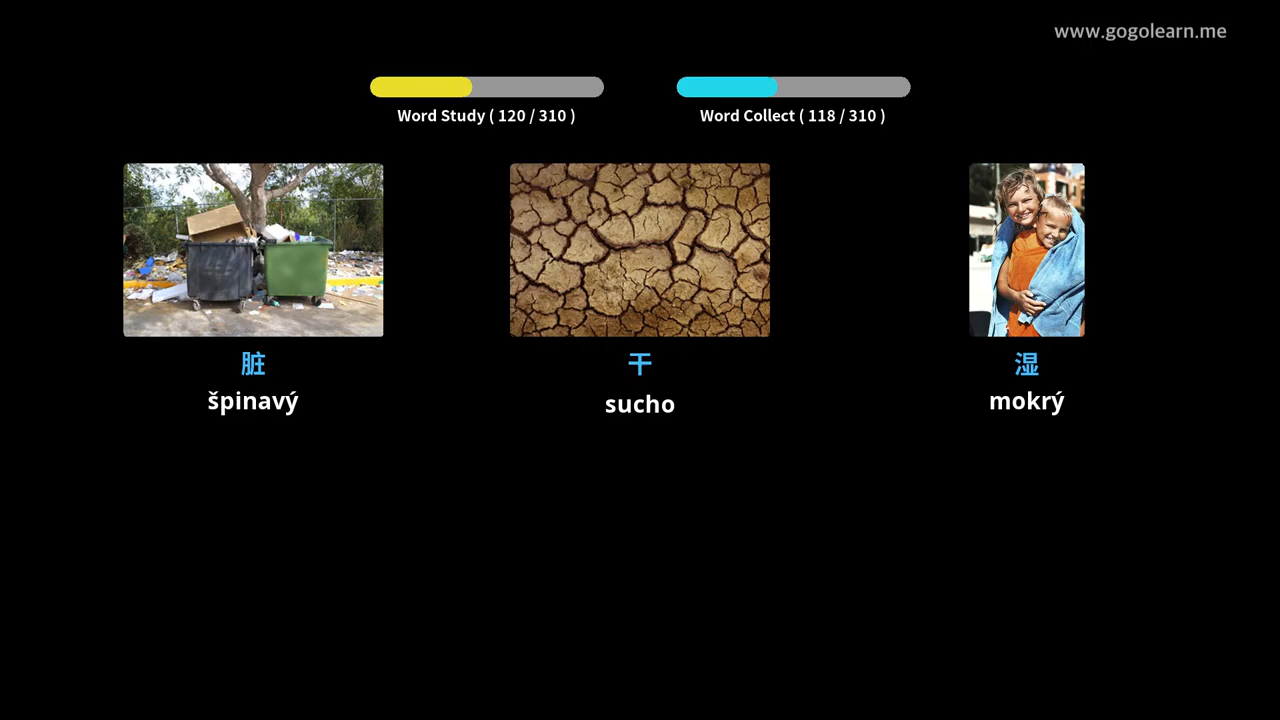 www.gogolearn.me
Word Study ( 120 / 310 )
Word Collect ( 118 / 310 )
脏
干
湿
špinavý
sucho
mokrý